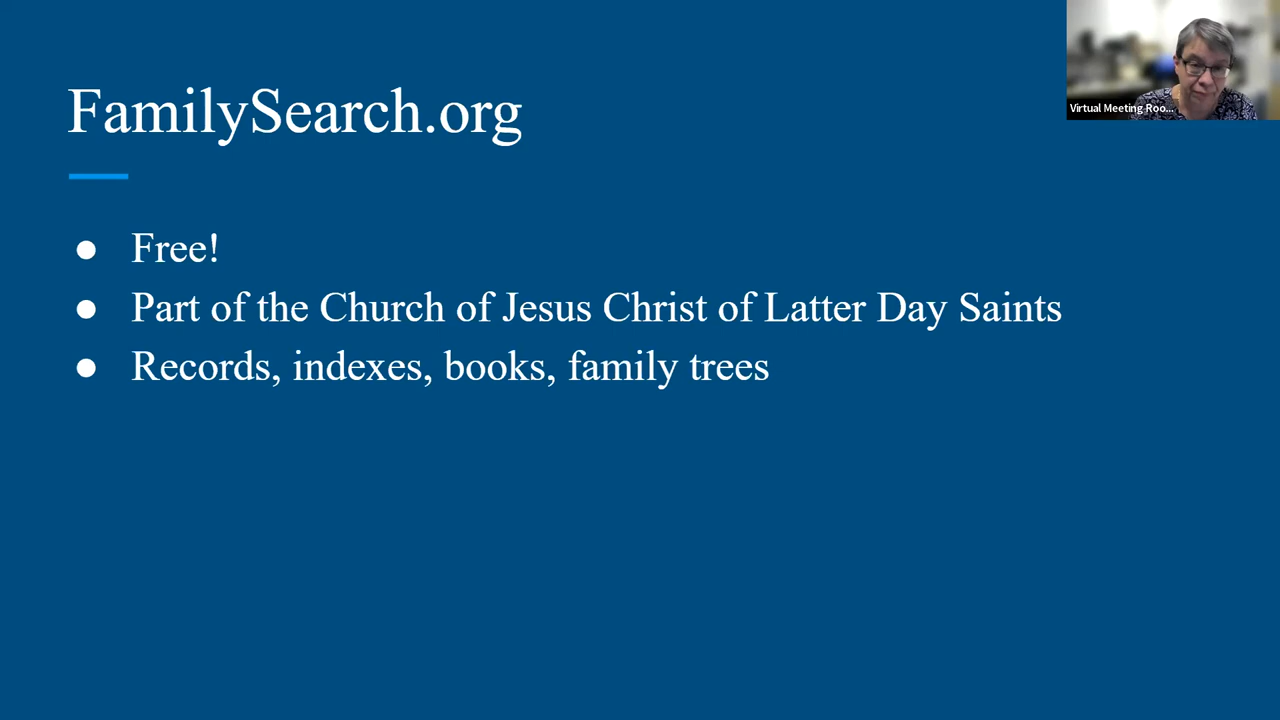 FamilySearch.org
Virtual Meeting Roo...
● Free!
● Part of the Church of Jesus Christ of Latter Day Saints
● Records, indexes, books, family trees